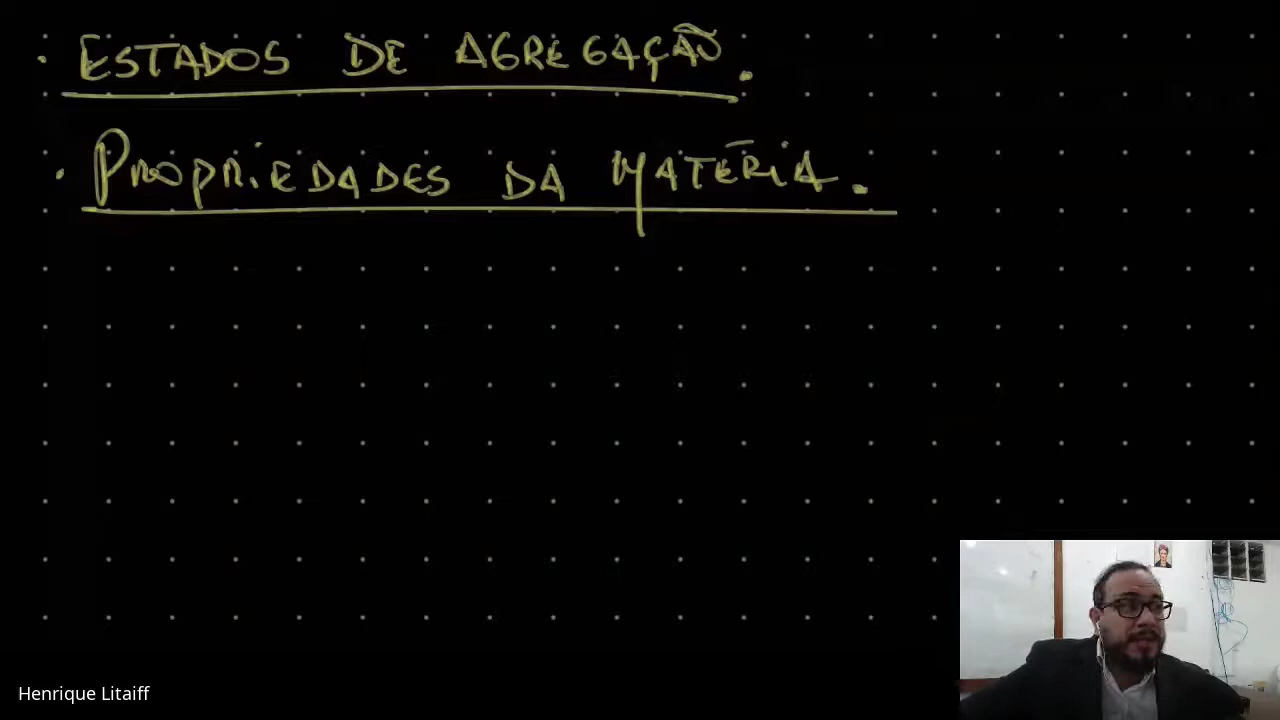 • ESTADOS DE AGREGAÇÃO.
• PROPRIEDADES DA MATÉRIA.
Henrique Litaiff